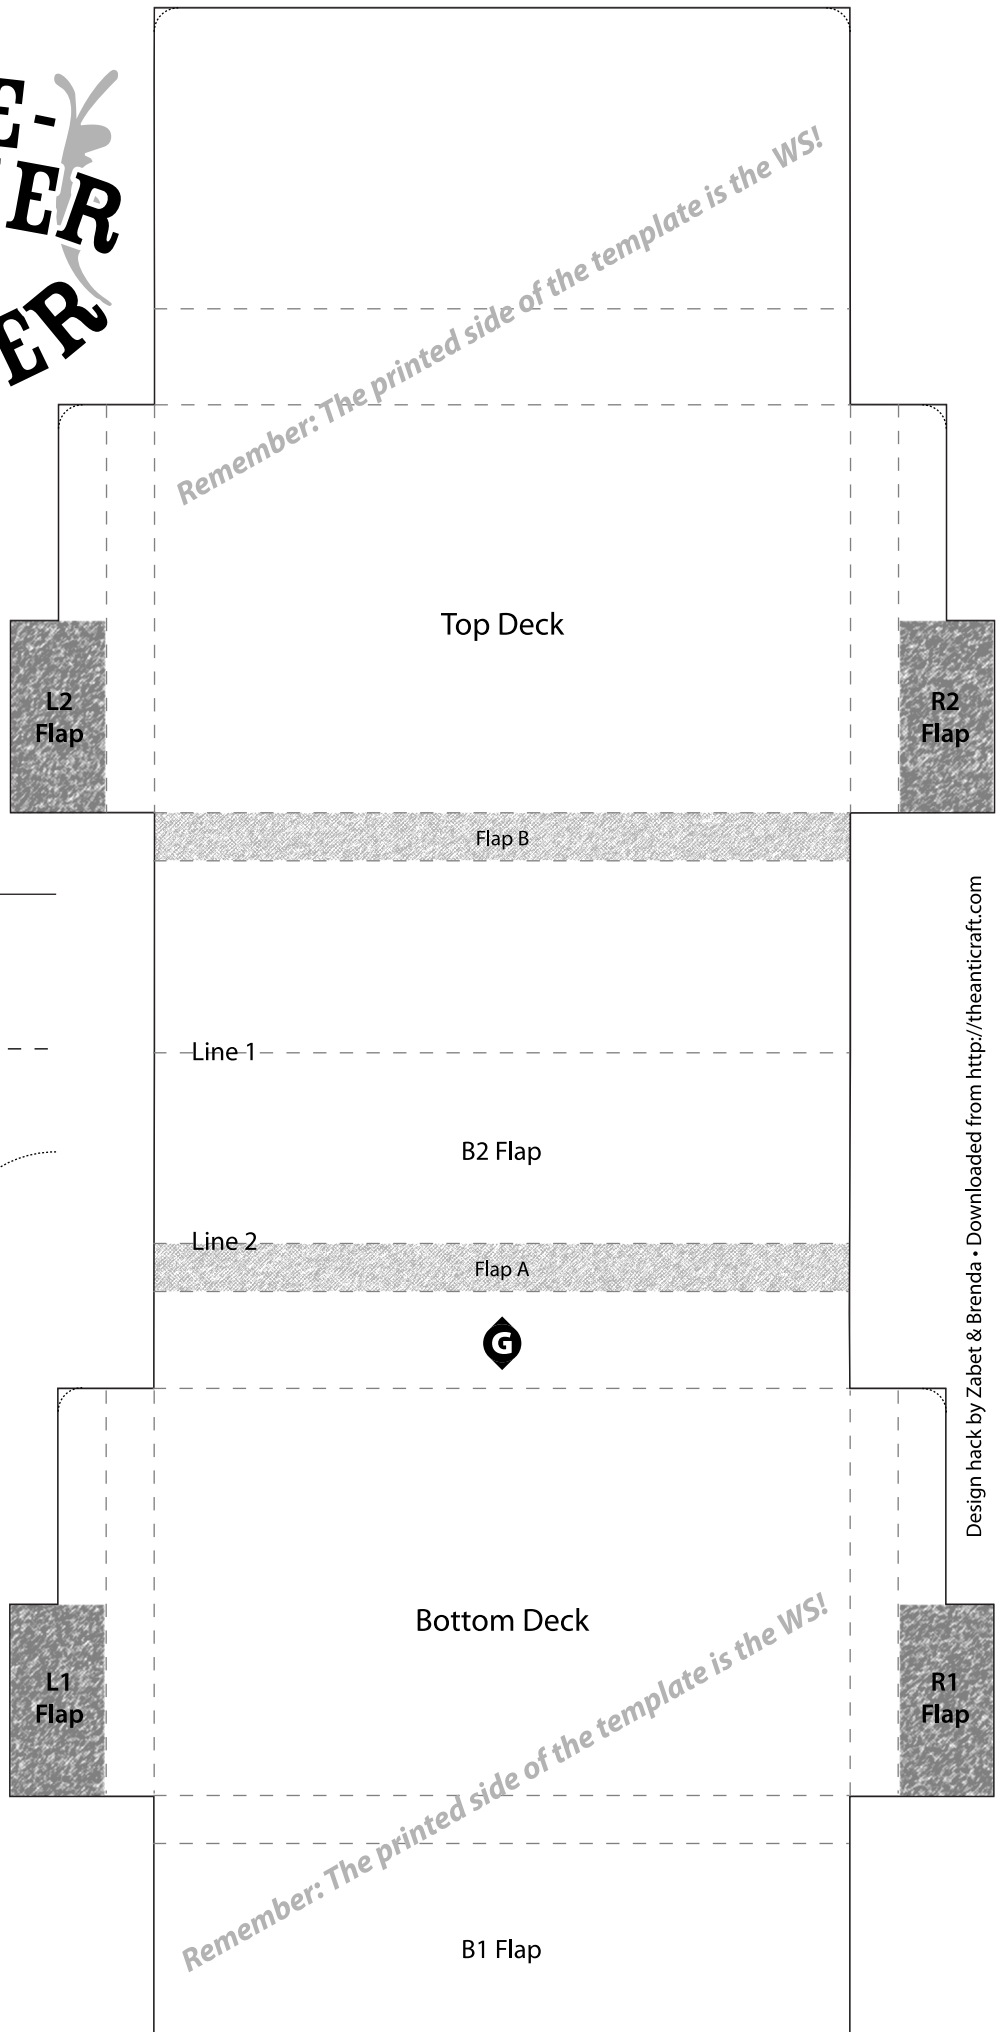 E-
ER
ER
Remember: The printed side of the template is the WS!
Top Deck
L2
Flap
R2
Flap
Flap B
Line 1
B2 Flap
Line 2
Flap A
G
Design hack by Zabet & Brenda • Downloaded from http://theanticraft.com
Bottom Deck
L1
Flap
R1
Flap
Remember: The printed side of the template is the WS!
B1 Flap